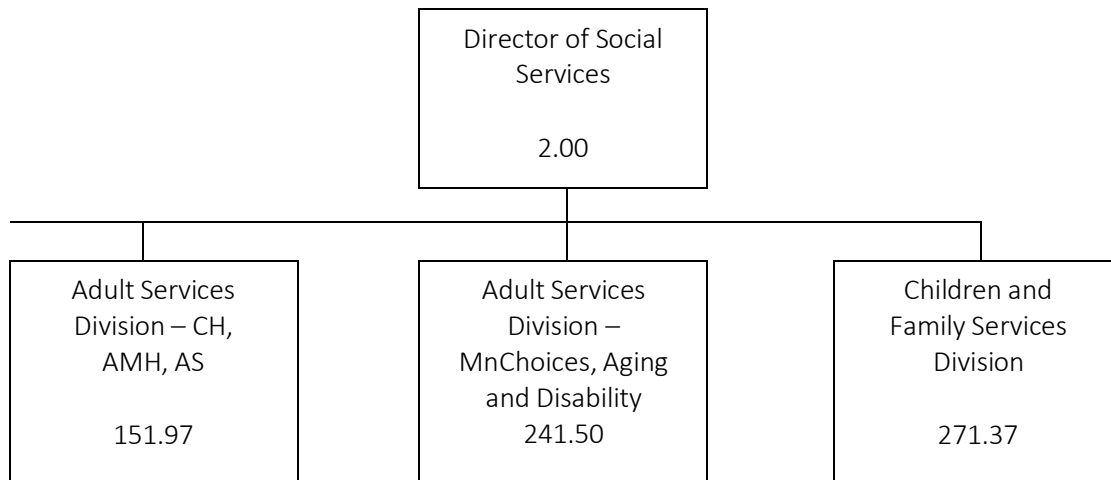 Director of Social
Services
2.00
Adult Services
Division – CH,
AMH, AS
151.97
Adult Services
Division –
MnChoices, Aging
and Disability
241.50
Children and
Family Services
Division
271.37